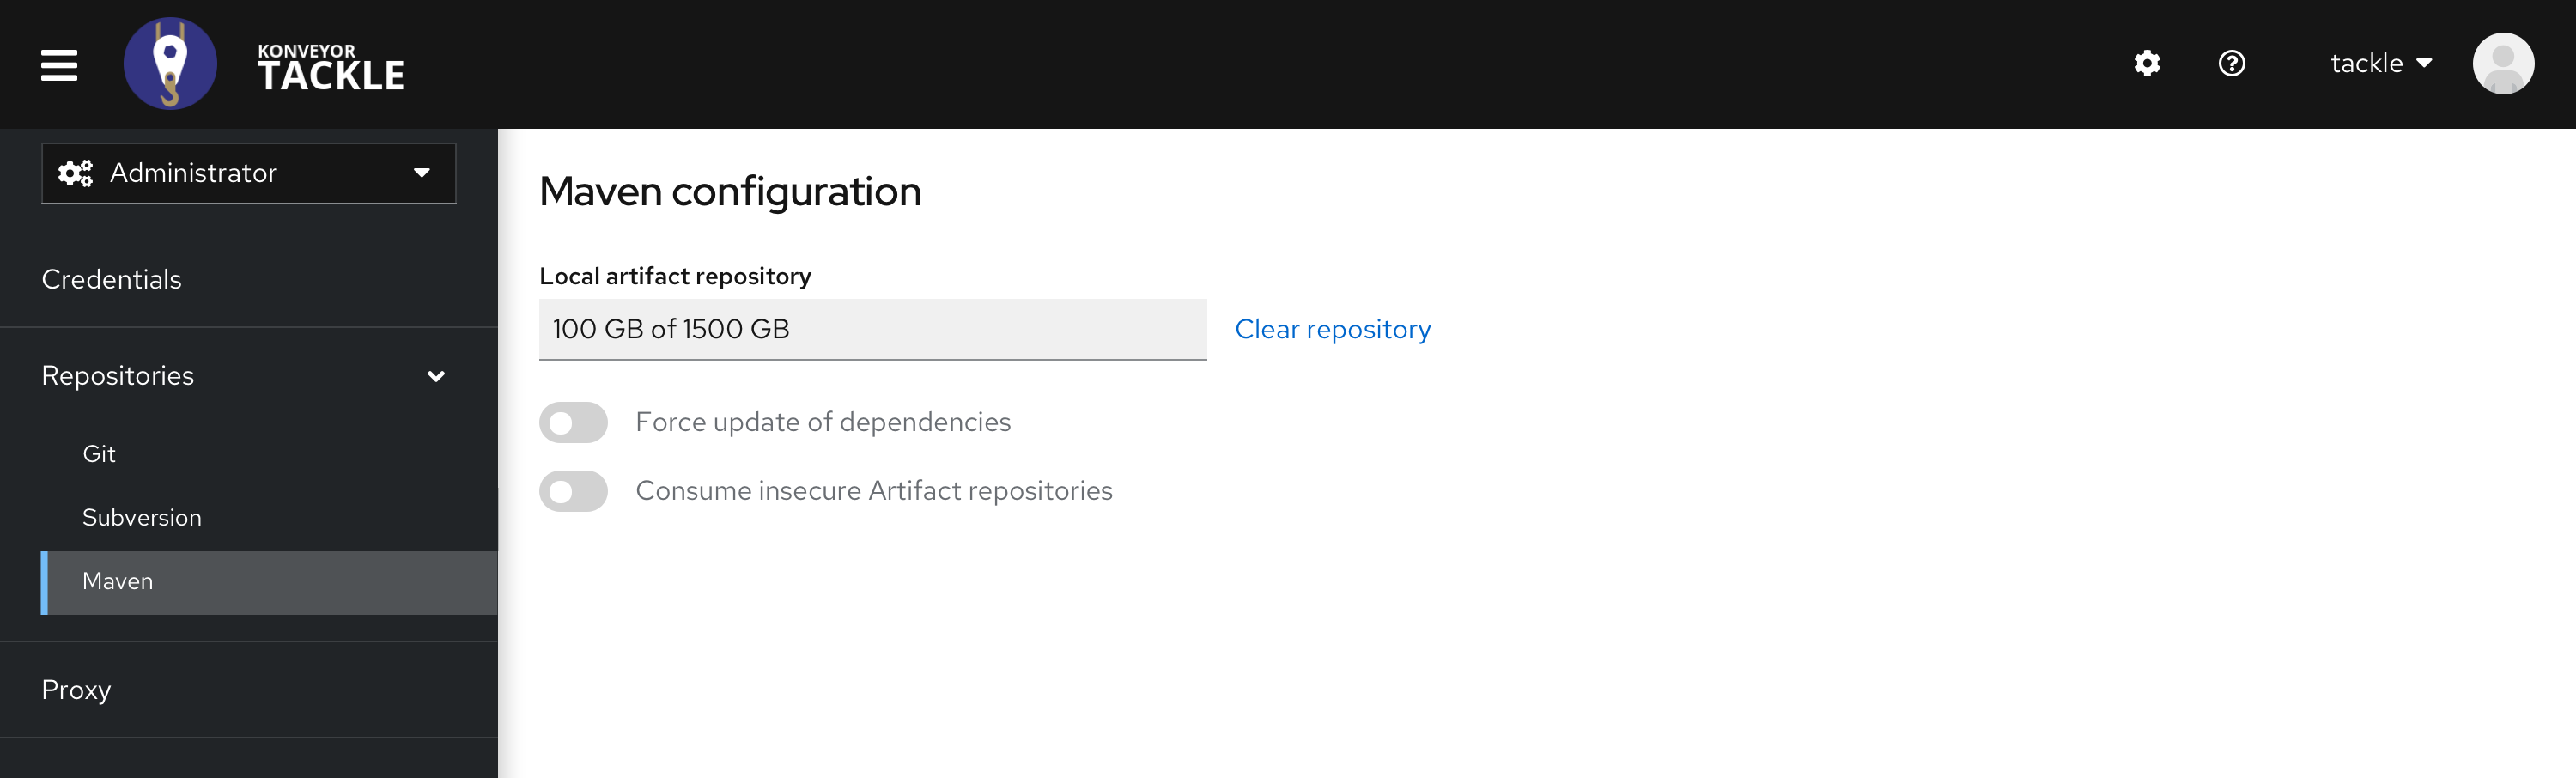 KONVEYOR
TACKLE
tackle
Administrator
Credentials
Repositories
Git
Subversion
Maven
Proxy
Maven configuration
Local artifact repository
100 GB of 1500 GB
Clear repository
Force update of dependencies
Consume insecure Artifact repositories